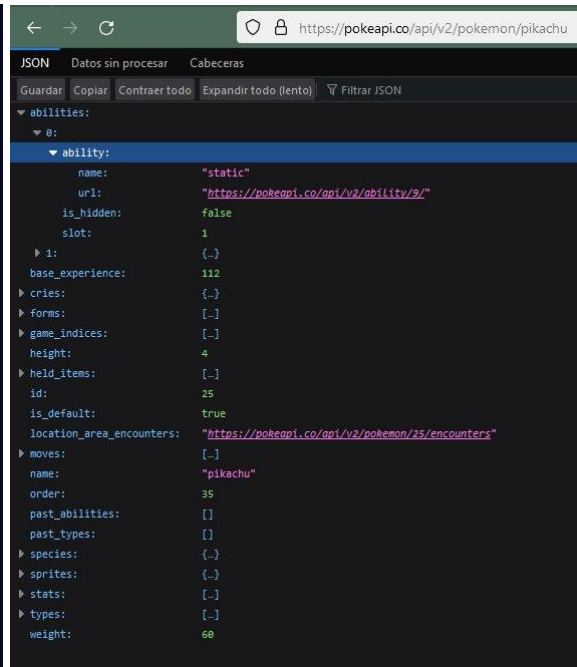 https://pokeapi.co/api/v2/pokemon/pikachu
JSON Datos sin procesar Cabeceras
Guardar Copiar Contraer todo Expandir todo (lento) Filtrar JSON
abilities:
0:
ability:
name: "static"
url: "https://pokeapi.co/api/v2/ability/9/"
is_hidden: false
slot: 1
1: {…}
base_experience: 112
cries: {…}
forms: […]
game_indices: […]
height: 4
held_items: […]
id: 25
is_default: true
location_area_encounters: "https://pokeapi.co/api/v2/pokemon/25/encounters"
moves: […]
name: "pikachu"
order: 35
past_abilities: []
past_types: []
species: {…}
sprites: {…}
stats: […]
types: […]
weight: 60